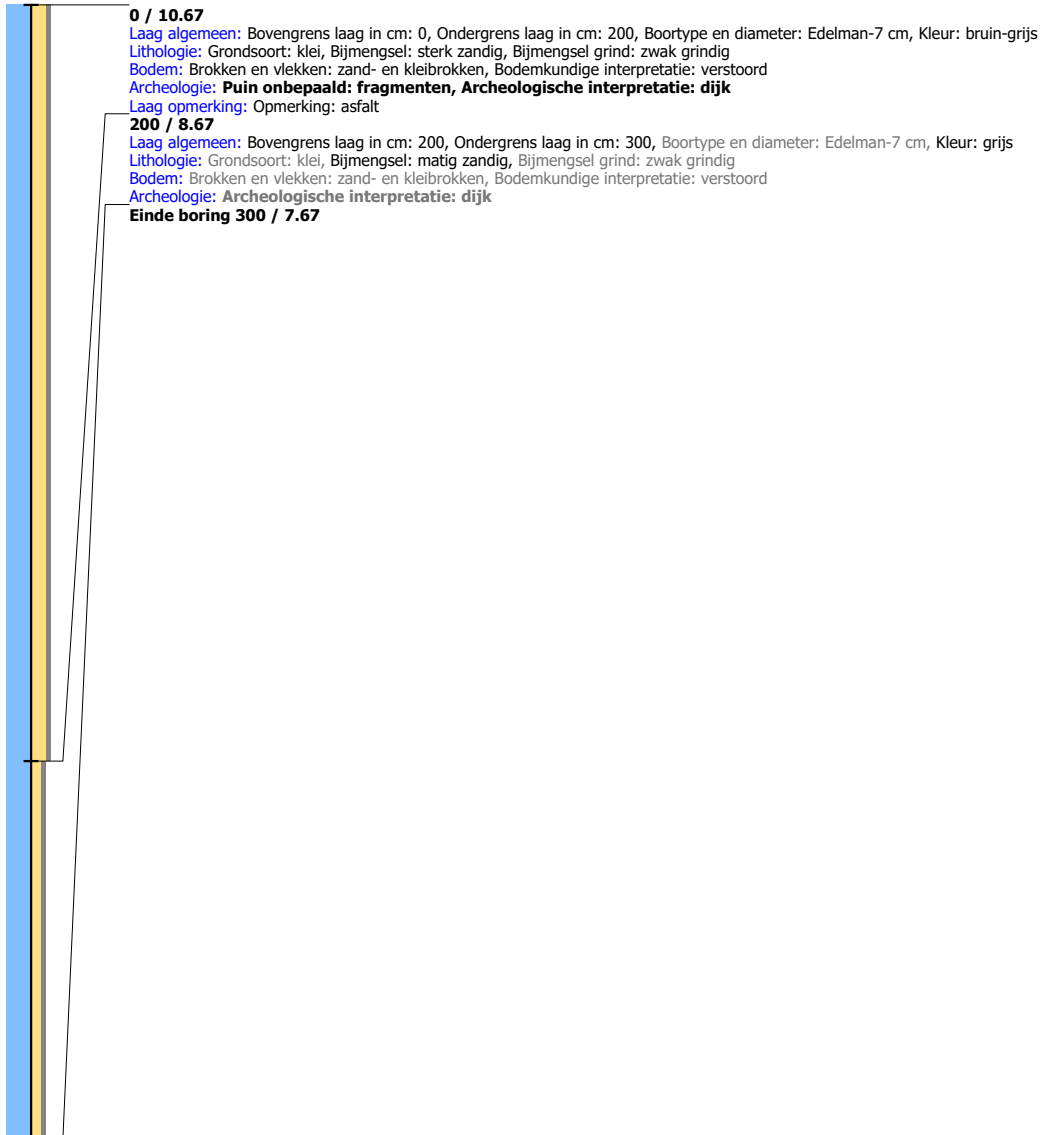 0 / 10.67
Laag algemeen: Bovengrens laag in cm: 0, Ondergrens laag in cm: 200, Boortype en diameter: Edelman-7 cm, Kleur: bruin-grijs
Lithologie: Grondsoort: klei, Bijmengsel: sterk zandig, Bijmengsel grind: zwak grindig
Bodem: Brokken en vlekken: zand- en kleibrokken, Bodemkundige interpretatie: verstoord
Archeologie: Puin onbepaald: fragmenten, Archeologische interpretatie: dijk
Laag opmerking: Opmerking: asfalt
200 / 8.67
Laag algemeen: Bovengrens laag in cm: 200, Ondergrens laag in cm: 300, Boortype en diameter: Edelman-7 cm, Kleur: grijs
Lithologie: Grondsoort: klei, Bijmengsel: matig zandig, Bijmengsel grind: zwak grindig
Bodem: Brokken en vlekken: zand- en kleibrokken, Bodemkundige interpretatie: verstoord
Archeologie: Archeologische interpretatie: dijk
Einde boring 300 / 7.67